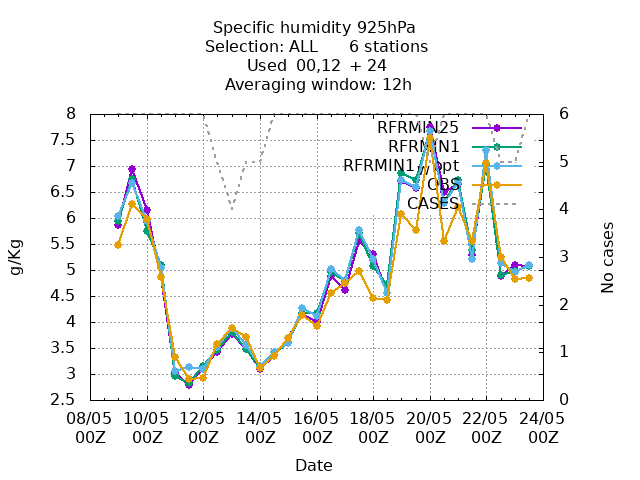 Specific humidity 925hPa
Selection: ALL 6 stations
Used 00,12 + 24
Averaging window: 12h
8 6
7.5 RFRMIN25
7 RFRMIN1 5
RFRMIN1_w_opt
6.5 OBS
CASES
6 4
5.5
5 3
4.5 2
4
3.5 1
3
2.5 0
g/Kg
No cases
08/05 10/05 12/05 14/05 16/05 18/05 20/05 22/05 24/05
00Z 00Z 00Z 00Z 00Z 00Z 00Z 00Z 00Z
Date